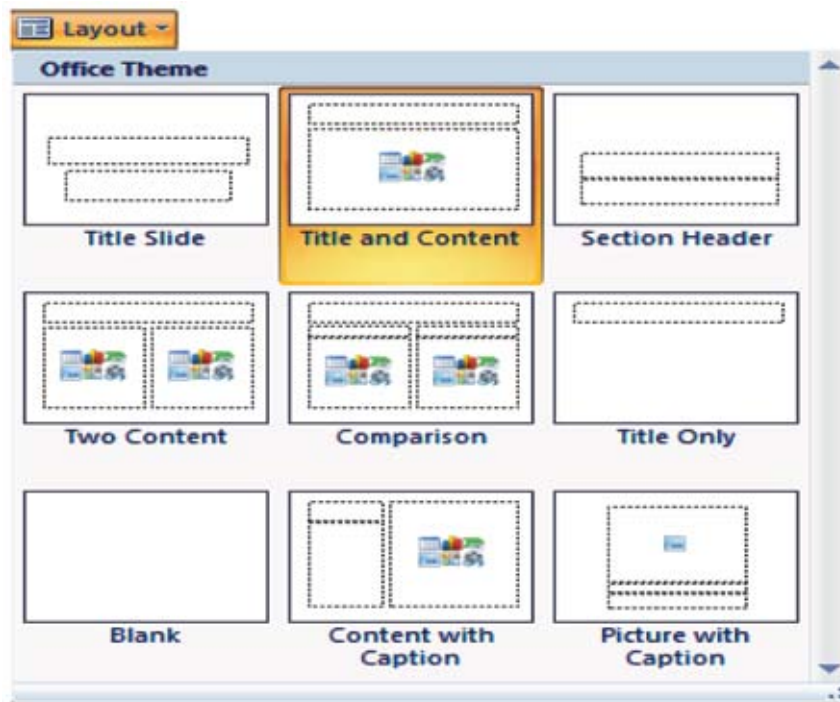 Layout
Office Theme
Title Slide
Title and Content
Section Header
Two Content
Comparison
Title Only
Blank
Content with
Caption
Picture with
Caption